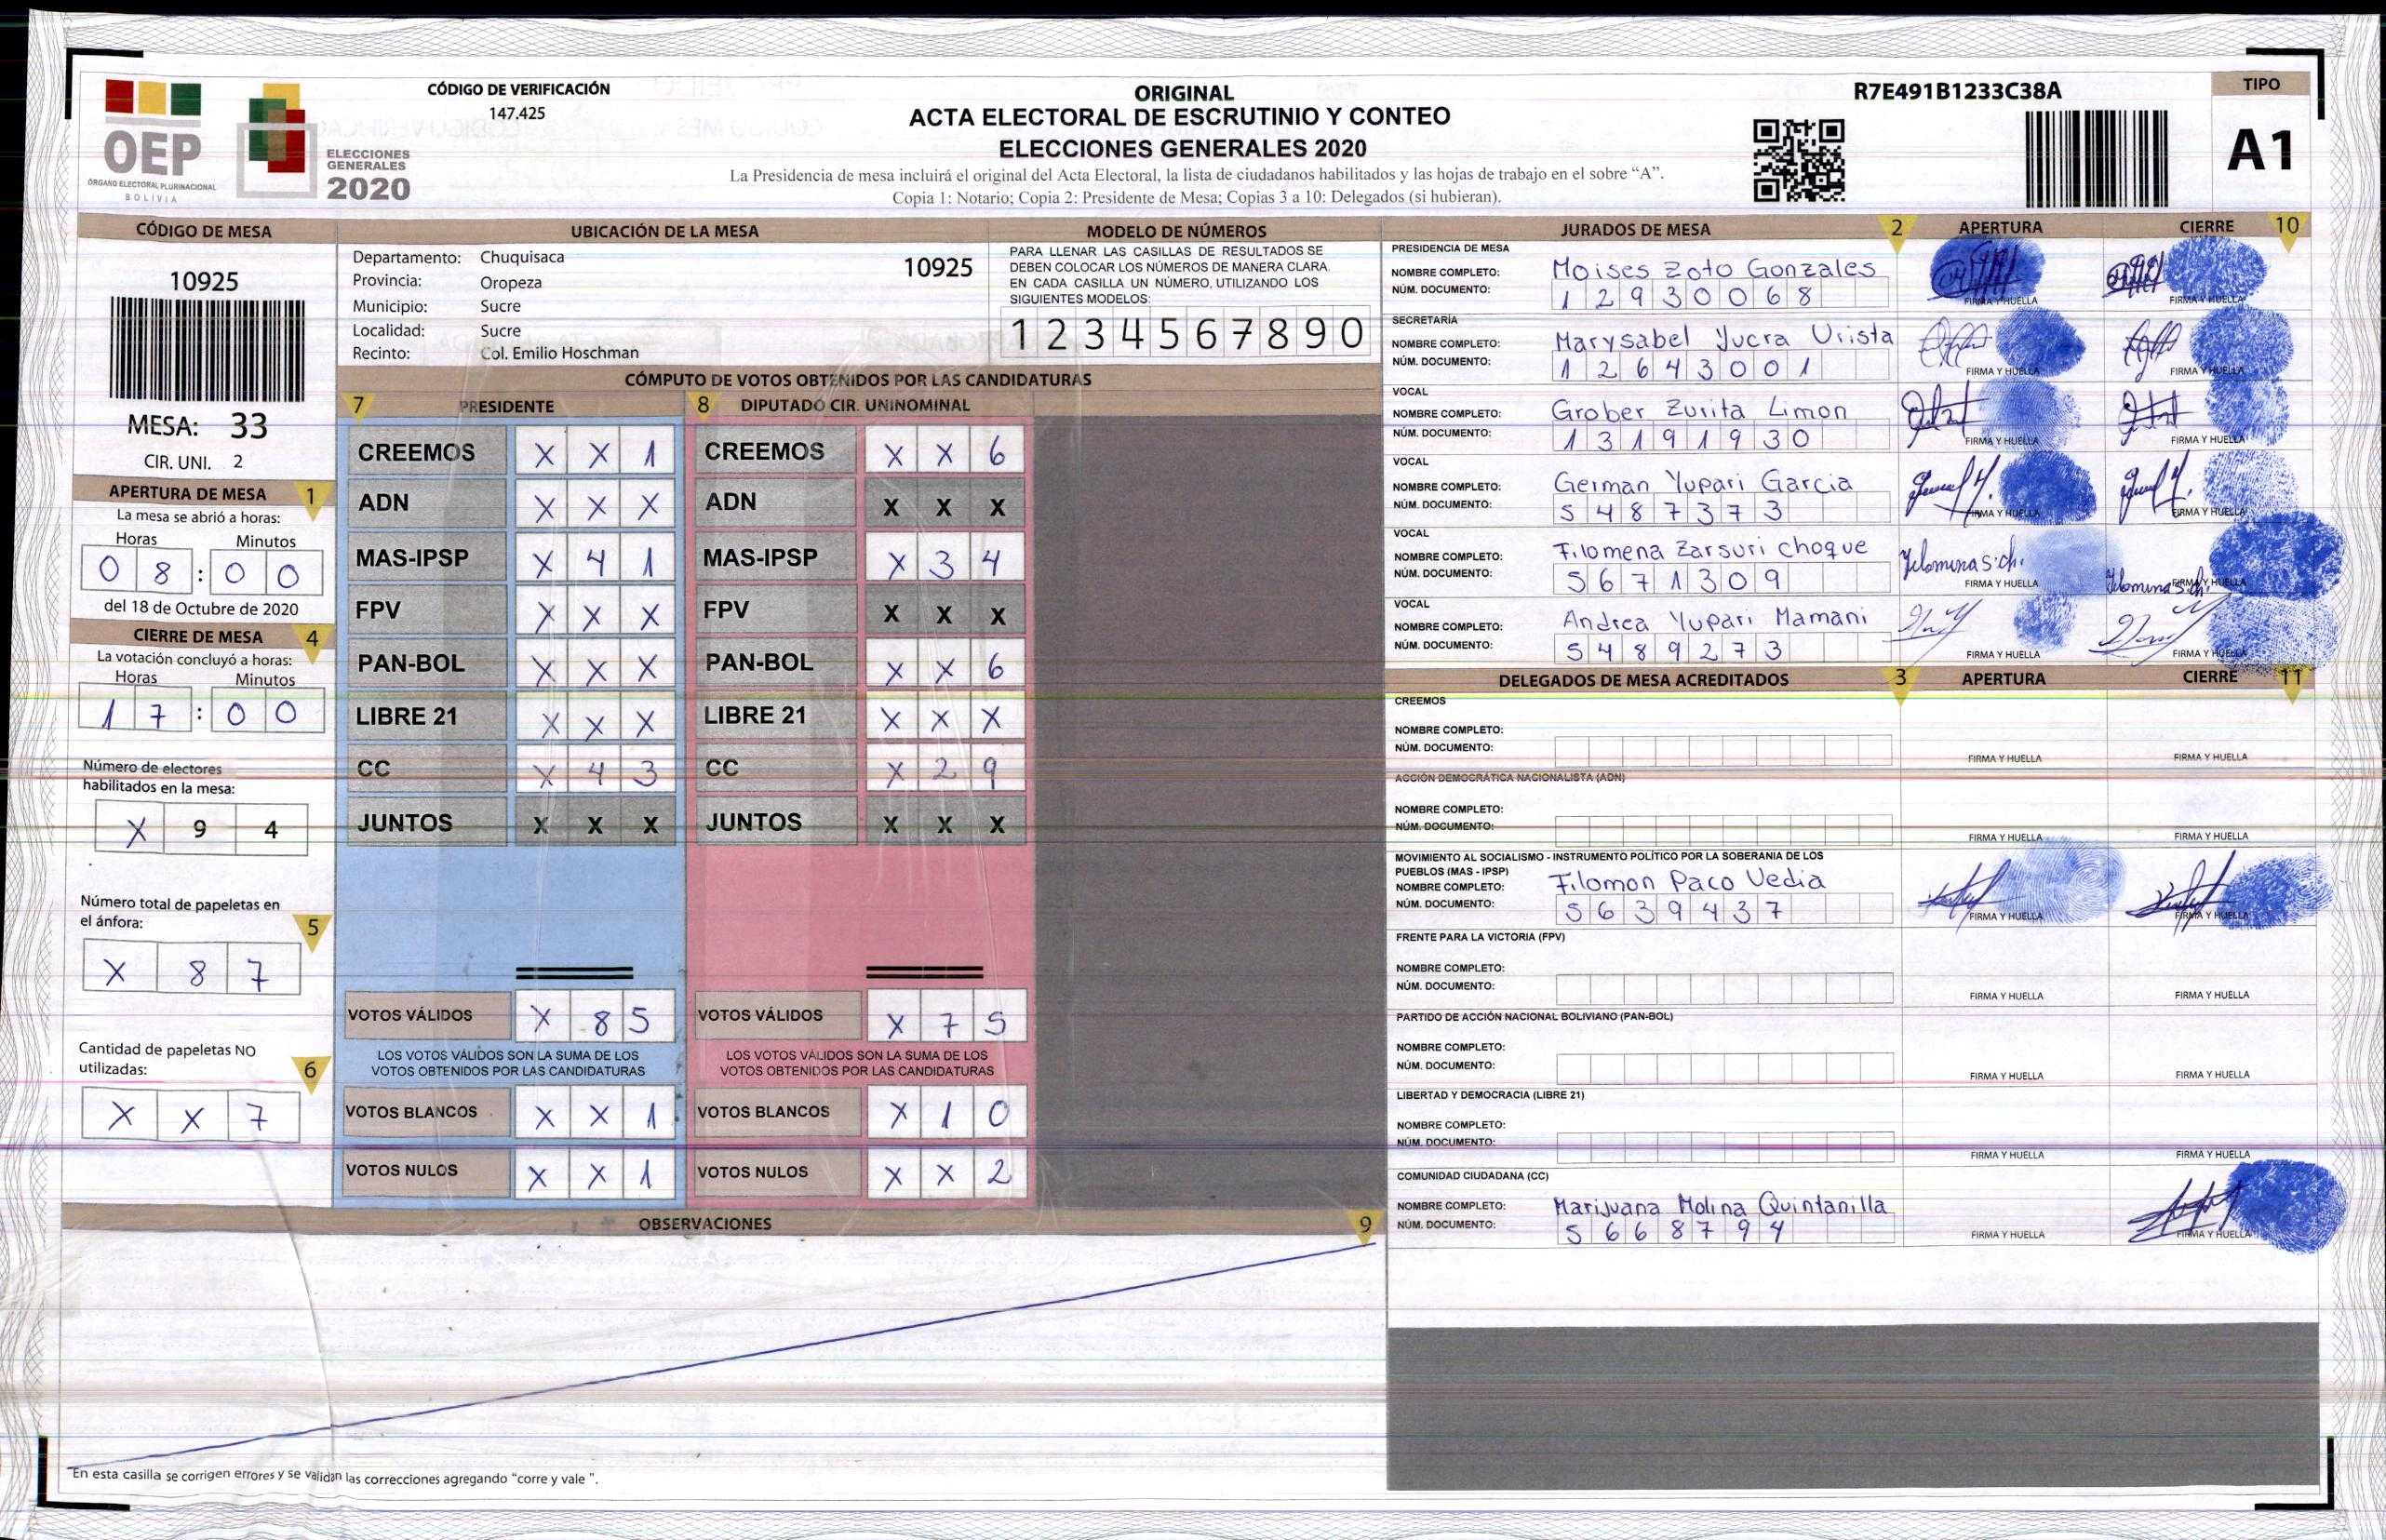 CÓDIGO DE VERIFICACIÓN
147.425
OEP
ÓRGANO ELECTORAL PLURINACIONAL
BOLIVIA
ELECCIONES
GENERALES
2020
ORIGINAL
ACTA ELECTORAL DE ESCRUTINIO Y CONTEO
ELECCIONES GENERALES 2020
La Presidencia de mesa incluirá el original del Acta Electoral, la lista de ciudadanos habilitados y las hojas de trabajo en el sobre “A”.
Copia 1: Notario; Copia 2: Presidente de Mesa; Copias 3 a 10: Delegados (si hubieran).
R7E491B1233C38A
TIPO
A1
CÓDIGO DE MESA
10925
MESA: 33
CIR. UNI. 2
APERTURA DE MESA 1
La mesa se abrió a horas:
Horas Minutos
0 8 : 0 0
del 18 de Octubre de 2020
CIERRE DE MESA 4
La votación concluyó a horas:
Horas Minutos
1 7 : 0 0
Número de electores
habilitados en la mesa:
X 9 4
Número total de papeletas en
el ánfora: 5
X 8 7
Cantidad de papeletas NO
utilizadas: 6
X X 7
UBICACIÓN DE LA MESA
Departamento: Chuquisaca 10925
Provincia: Oropeza
Municipio: Sucre
Localidad: Sucre
Recinto: Col. Emilio Hoschman
MODELO DE NÚMEROS
PARA LLENAR LAS CASILLAS DE RESULTADOS SE
DEBEN COLOCAR LOS NÚMEROS DE MANERA CLARA.
EN CADA CASILLA UN NÚMERO, UTILIZANDO LOS
SIGUIENTES MODELOS:
1 2 3 4 5 6 7 8 9 0
CÓMPUTO DE VOTOS OBTENIDOS POR LAS CANDIDATURAS
7 PRESIDENTE 8 DIPUTADO CIR. UNINOMINAL
CREEMOS X X 1 CREEMOS X X 6
ADN X X X ADN X X X
MAS-IPSP X 4 1 MAS-IPSP X 3 4
FPV X X X FPV X X X
PAN-BOL X X X PAN-BOL X X 6
LIBRE 21 X X X LIBRE 21 X X X
CC X 4 3 CC X 2 9
JUNTOS X X X JUNTOS X X X
VOTOS VÁLIDOS X 8 5 VOTOS VÁLIDOS X 7 5
LOS VOTOS VÁLIDOS SON LA SUMA DE LOS LOS VOTOS VÁLIDOS SON LA SUMA DE LOS
VOTOS OBTENIDOS POR LAS CANDIDATURAS VOTOS OBTENIDOS POR LAS CANDIDATURAS
VOTOS BLANCOS X X 1 VOTOS BLANCOS X 1 0
VOTOS NULOS X X 1 VOTOS NULOS X X 2
OBSERVACIONES 9
"En esta casilla se corrigen errores y se validan las correcciones agregando “corre y vale ”.
JURADOS DE MESA 2 APERTURA CIERRE 10
PRESIDENCIA DE MESA
NOMBRE COMPLETO: Moises Zoto Gonzales
NÚM. DOCUMENTO: 1 2 9 3 0 0 6 8
FIRMA Y HUELLA FIRMA Y HUELLA
SECRETARÍA
NOMBRE COMPLETO: Marysabel Yucra Urista
NÚM. DOCUMENTO: 1 2 6 4 3 0 0 1
FIRMA Y HUELLA FIRMA Y HUELLA
VOCAL
NOMBRE COMPLETO: Grober Zurita Limon
NÚM. DOCUMENTO: 1 3 1 9 1 9 3 0
FIRMA Y HUELLA FIRMA Y HUELLA
VOCAL
NOMBRE COMPLETO: German Yupari Garcia
NÚM. DOCUMENTO: 5 4 8 7 3 7 3
FIRMA Y HUELLA FIRMA Y HUELLA
VOCAL
NOMBRE COMPLETO: Filomena Zarsuri choque
NÚM. DOCUMENTO: 5 6 7 1 3 0 9
FIRMA Y HUELLA FIRMA Y HUELLA
VOCAL
NOMBRE COMPLETO: Andrea Yupari Mamani
NÚM. DOCUMENTO: 5 4 8 9 2 7 3
FIRMA Y HUELLA FIRMA Y HUELLA
DELEGADOS DE MESA ACREDITADOS 3 APERTURA CIERRE 11
CREEMOS
NOMBRE COMPLETO:
NÚM. DOCUMENTO:
FIRMA Y HUELLA FIRMA Y HUELLA
ACCIÓN DEMOCRÁTICA NACIONALISTA (ADN)
NOMBRE COMPLETO:
NÚM. DOCUMENTO:
FIRMA Y HUELLA FIRMA Y HUELLA
MOVIMIENTO AL SOCIALISMO - INSTRUMENTO POLÍTICO POR LA SOBERANIA DE LOS
PUEBLOS (MAS - IPSP)
NOMBRE COMPLETO: Filomon Paco Vedia
NÚM. DOCUMENTO: 5 6 3 9 4 3 7
FIRMA Y HUELLA FIRMA Y HUELLA
FRENTE PARA LA VICTORIA (FPV)
NOMBRE COMPLETO:
NÚM. DOCUMENTO:
FIRMA Y HUELLA FIRMA Y HUELLA
PARTIDO DE ACCIÓN NACIONAL BOLIVIANO (PAN-BOL)
NOMBRE COMPLETO:
NÚM. DOCUMENTO:
FIRMA Y HUELLA FIRMA Y HUELLA
LIBERTAD Y DEMOCRACIA (LIBRE 21)
NOMBRE COMPLETO:
NÚM. DOCUMENTO:
FIRMA Y HUELLA FIRMA Y HUELLA
COMUNIDAD CIUDADANA (CC)
NOMBRE COMPLETO: Marijuana Molina Quintanilla
NÚM. DOCUMENTO: 5 6 6 8 7 9 4
FIRMA Y HUELLA FIRMA Y HUELLA